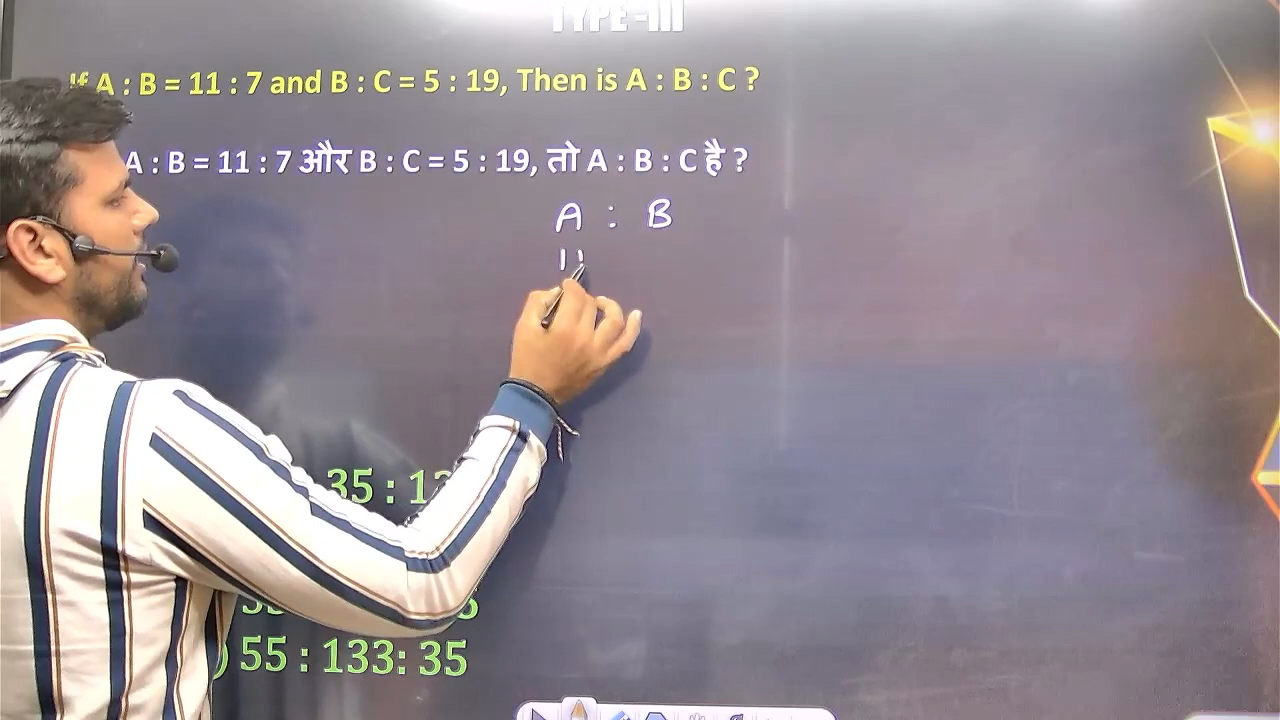 TYPE-III
If A : B = 11 : 7 and B : C = 5 : 19, Then is A : B : C ?
A : B = 11 : 7 और B : C = 5 : 19, तो A : B : C है ?
A : B
11
35 :
) 55 : 133: 35